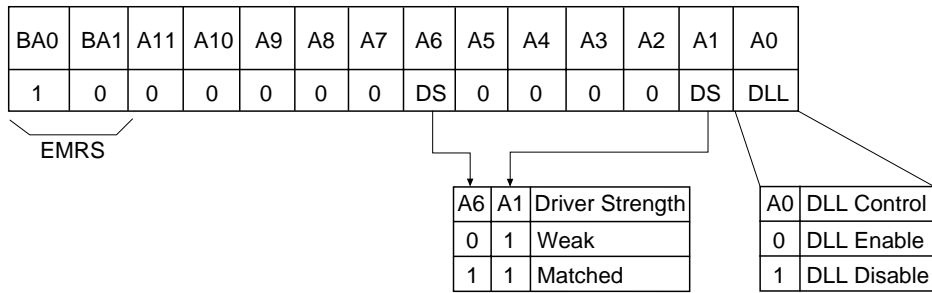 BA0 BA1 A11 A10 A9 A8 A7 A6 A5 A4 A3 A2 A1 A0
1 0 0 0 0 0 0 DS 0 0 0 0 DS DLL
EMRS
A6 A1 Driver Strength
0 1 Weak
1 1 Matched
A0 DLL Control
0 DLL Enable
1 DLL Disable